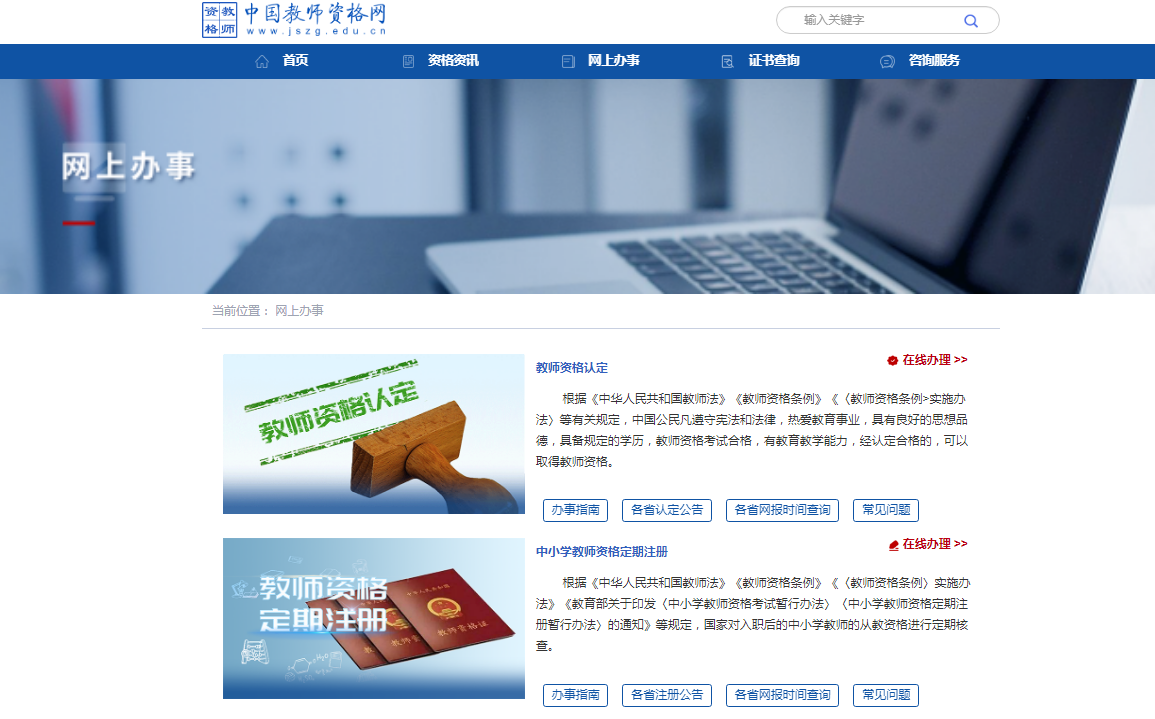 资教
格师
中国教师资格网
www.jszg.edu.cn
输入关键字
首页 资格资讯 网上办事 证书查询 咨询服务
网上办事
当前位置： 网上办事
教师资格认定
教师资格认定
在线办理 >>
根据《中华人民共和国教师法》《教师资格条例》《〈教师资格条例>实施办
法〉等有关规定，中国公民凡遵守宪法和法律，热爱教育事业，具有良好的思想品
德，具备规定的学历，教师资格考试合格，有教育教学能力，经认定合格的，可以
取得教师资格。
办事指南 各省认定公告 各省网报时间查询 常见问题
教师资格
定期注册
教师资格证
中小学教师资格定期注册
在线办理 >>
根据《中华人民共和国教师法》《教师资格条例》《〈教师资格条例〉实施办
法》《教育部关于印发〈中小学教师资格考试暂行办法〉〈中小学教师资格定期注
册暂行办法〉的通知》等规定，国家对入职后的中小学教师的从教资格进行定期核
查。
办事指南 各省注册公告 各省网报时间查询 常见问题